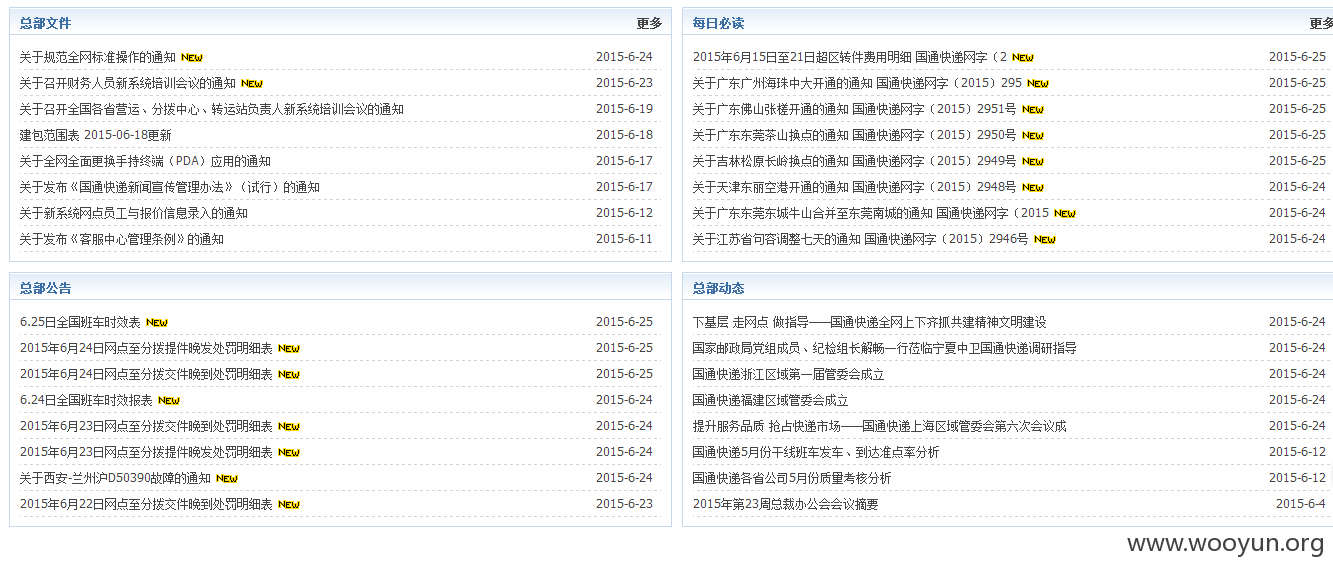 总部文件 更多
关于规范全网标准操作的通知 NEW 2015-6-24
关于召开财务人员新系统培训会议的通知 NEW 2015-6-23
关于召开全国各省营运、分拨中心、转运站负责人新系统培训会议的通知 2015-6-19
建包范围表 2015-06-18更新 2015-6-18
关于全网全面更换手持终端（PDA）应用的通知 2015-6-17
关于发布《国通快递新闻宣传管理办法》（试行）的通知 2015-6-17
关于新系统网点员工与报价信息录入的通知 2015-6-12
关于发布《客服中心管理条例》的通知 2015-6-11
每日必读 更多
2015年6月15日至21日超区转件费用明细 国通快递网字（2 NEW 2015-6-25
关于广东广州海珠中大开通的通知 国通快递网字（2015）295 NEW 2015-6-25
关于广东佛山张槎开通的通知 国通快递网字（2015）2951号 NEW 2015-6-25
关于广东东莞茶山换点的通知 国通快递网字（2015）2950号 NEW 2015-6-25
关于吉林松原长岭换点的通知 国通快递网字（2015）2949号 NEW 2015-6-25
关于天津东丽空港开通的通知 国通快递网字（2015）2948号 NEW 2015-6-24
关于广东东莞东城牛山合并至东莞南城的通知 国通快递网字（2015 NEW 2015-6-24
关于江苏省句容调整七天的通知 国通快递网字（2015）2946号 NEW 2015-6-24
总部公告
6.25日全国班车时效表 NEW 2015-6-25
2015年6月24日网点至分拨提件晚发处罚明细表 NEW 2015-6-25
2015年6月24日网点至分拨交件晚到处罚明细表 NEW 2015-6-25
6.24日全国班车时效报表 NEW 2015-6-24
2015年6月23日网点至分拨交件晚到处罚明细表 NEW 2015-6-24
2015年6月23日网点至分拨提件晚发处罚明细表 NEW 2015-6-24
关于西安-兰州沪D50390故障的通知 NEW 2015-6-24
2015年6月22日网点至分拨交件晚到处罚明细表 NEW 2015-6-23
总部动态
下基层 走网点 做指导——国通快递全网上下齐抓共建精神文明建设 2015-6-24
国家邮政局党组成员、纪检组长解畅一行莅临宁夏中卫国通快递调研指导 2015-6-24
国通快递浙江区域第一届管委会成立 2015-6-24
国通快递福建区域管委会成立 2015-6-24
提升服务品质 抢占快递市场——国通快递上海区域管委会第六次会议成 2015-6-24
国通快递5月份干线班车发车、到达准点率分析 2015-6-12
国通快递各省公司5月份质量考核分析 2015-6-12
2015年第23周总裁办公会会议摘要 2015-6-4
www.wooyun.org